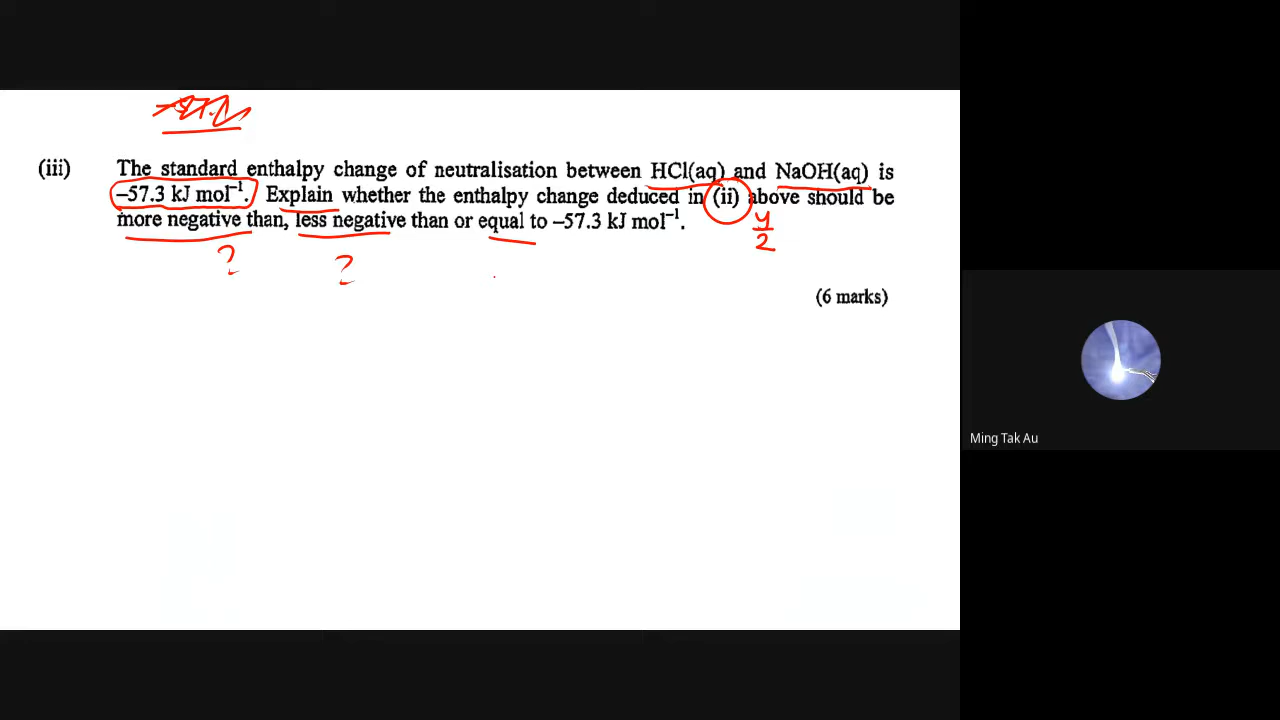 (iii) The standard enthalpy change of neutralisation between HCl(aq) and NaOH(aq) is
–57.3 kJ mol⁻¹. Explain whether the enthalpy change deduced in (ii) above should be
more negative than, less negative than or equal to –57.3 kJ mol⁻¹.
y/2
? ?
(6 marks)
Ming Tak Au